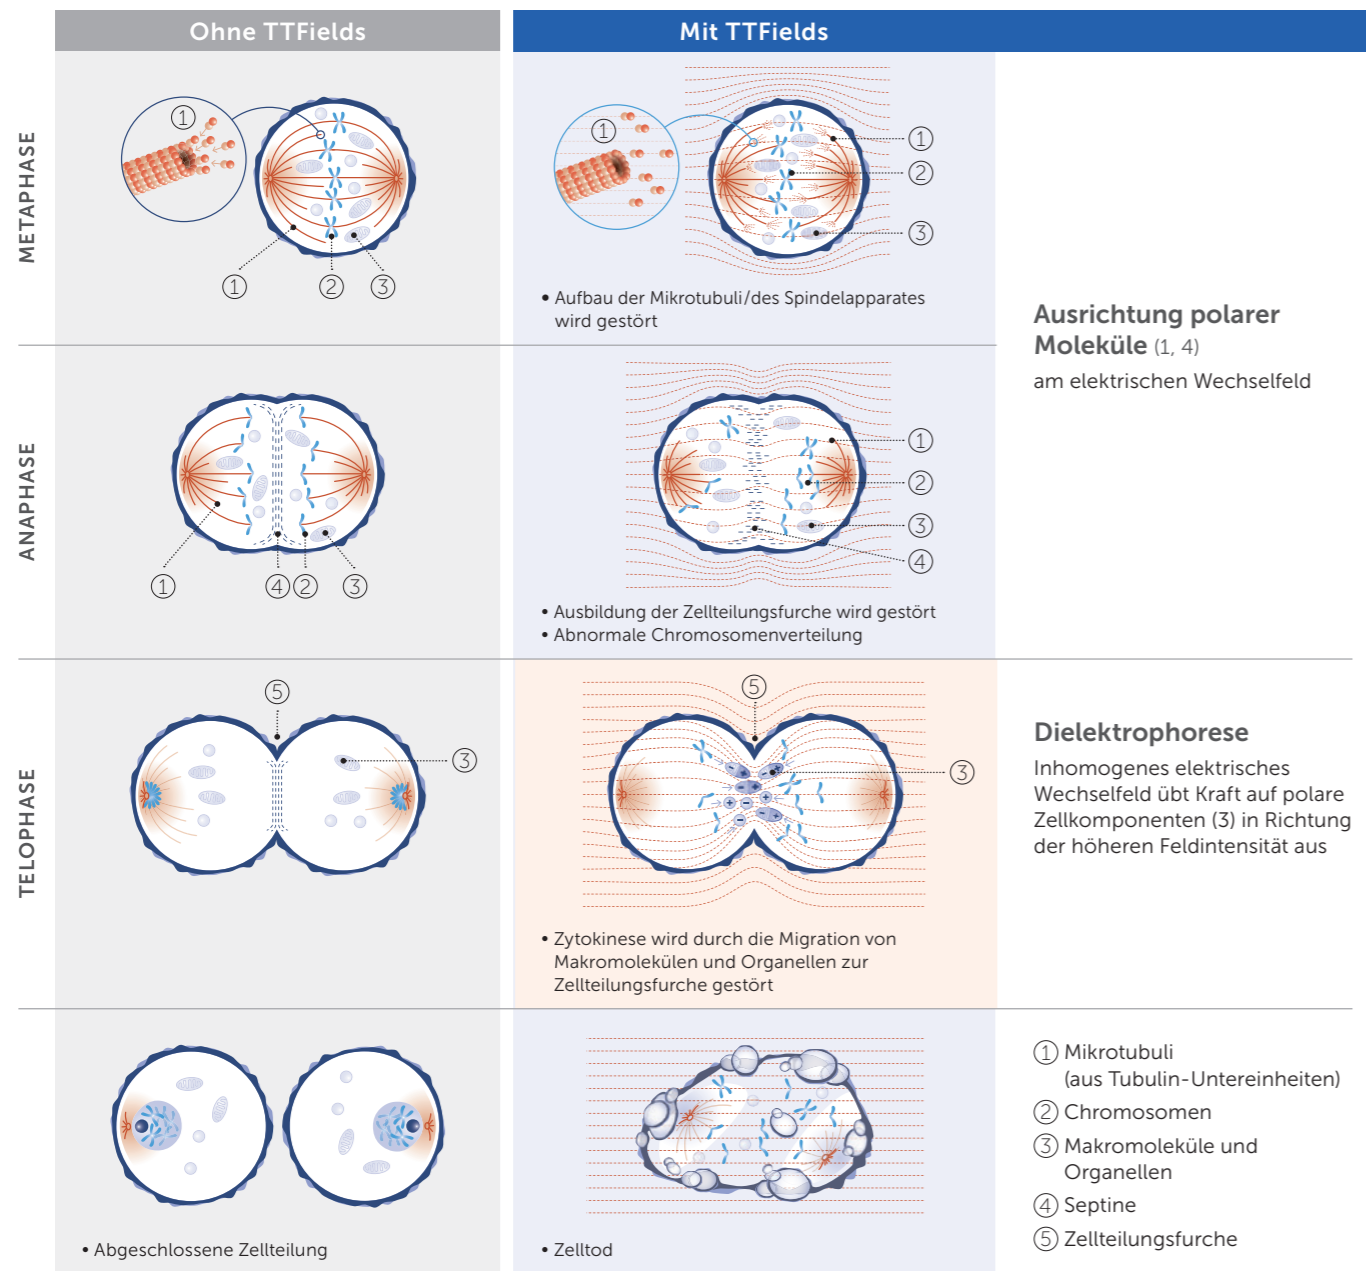 Ohne TTFields
Mit TTFields
METAPHASE
1
1
2
3
1
1
2
3
• Aufbau der Mikrotubuli/des Spindelapparates
wird gestört
Ausrichtung polarer
Moleküle (1, 4)
am elektrischen Wechselfeld
ANAPHASE
1
4
2
3
1
2
3
4
• Ausbildung der Zellteilungsfurche wird gestört
• Abnormale Chromosomenverteilung
TELOPHASE
5
3
5
3
• Zytokinese wird durch die Migration von
Makromolekülen und Organellen zur
Zellteilungsfurche gestört
Dielektrophorese
Inhomogenes elektrisches
Wechselfeld übt Kraft auf polare
Zellkomponenten (3) in Richtung
der höheren Feldintensität aus
• Abgeschlossene Zellteilung
• Zelltod
1 Mikrotubuli
(aus Tubulin-Untereinheiten)
2 Chromosomen
3 Makromoleküle und
Organellen
4 Septine
5 Zellteilungsfurche